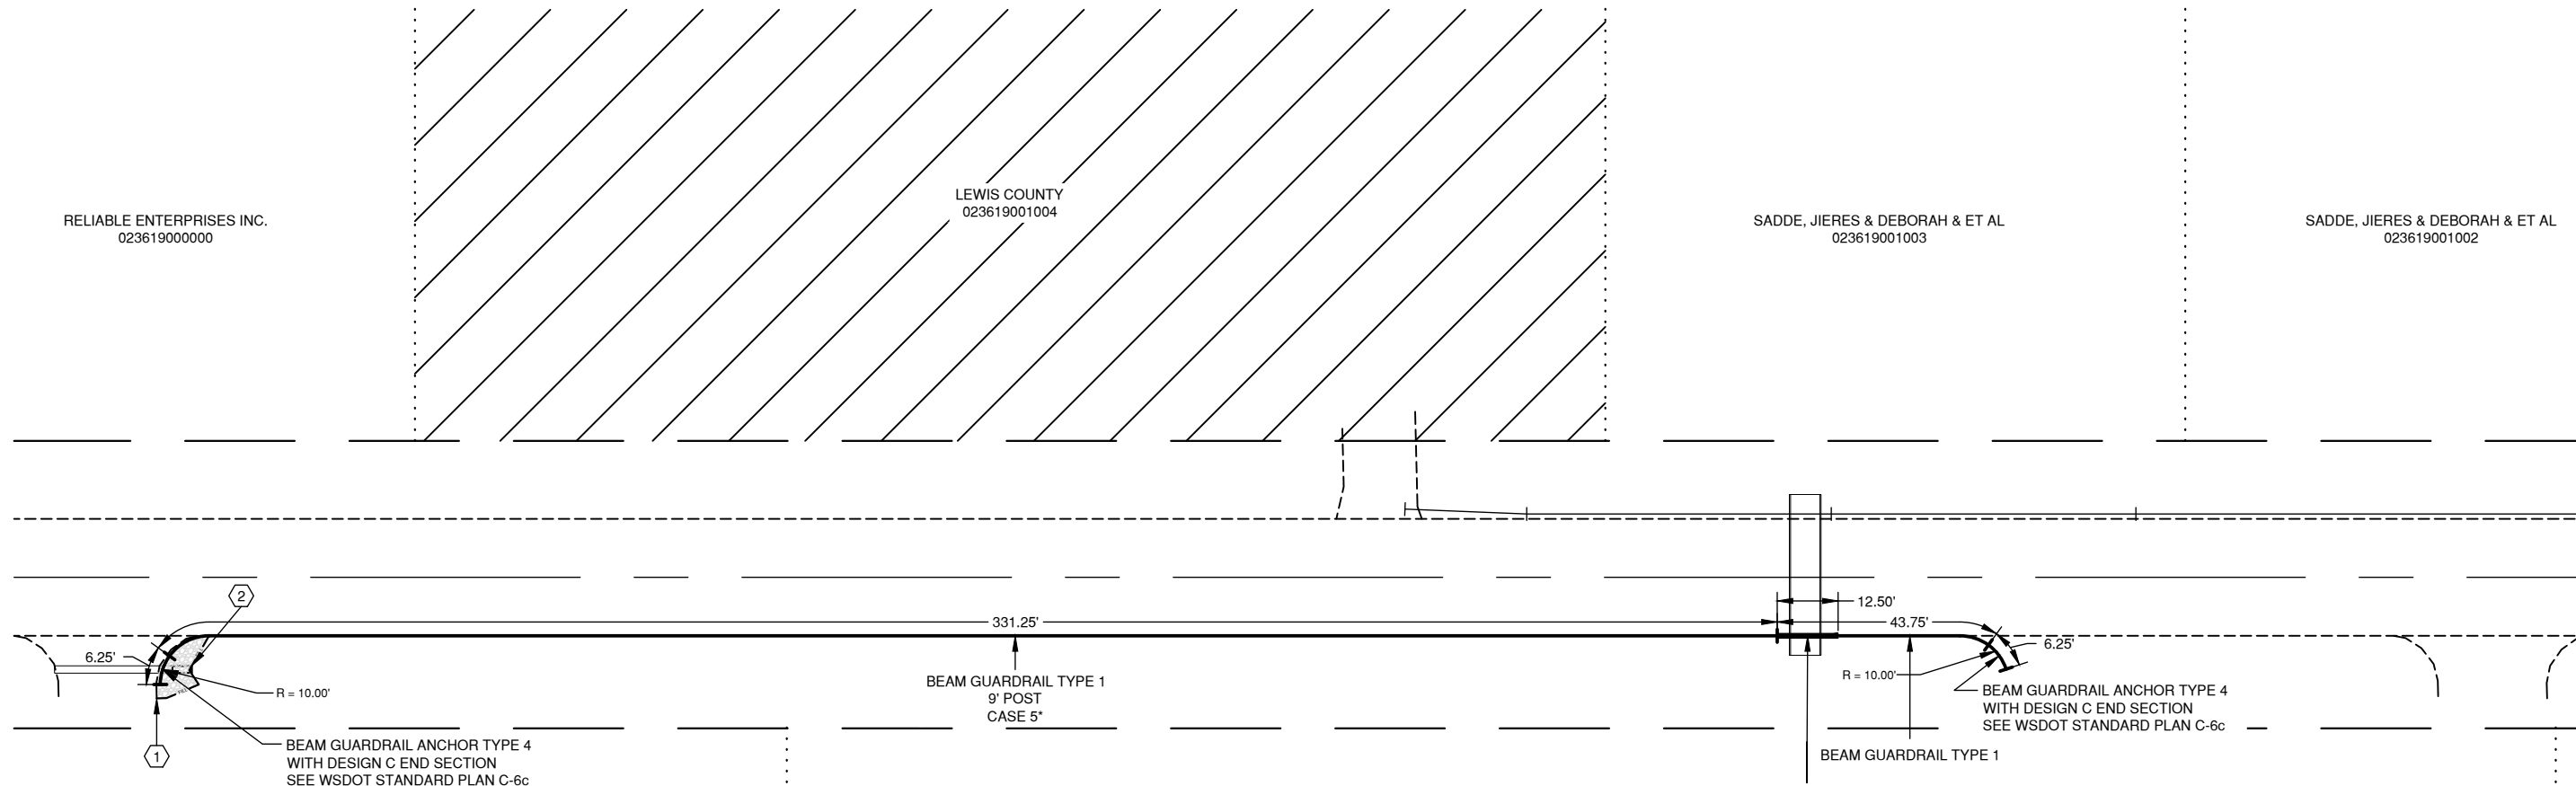 RELIABLE ENTERPRISES INC.
023619000000
LEWIS COUNTY
023619001004
SADDE, JIERES & DEBORAH & ET AL
023619001003
SADDE, JIERES & DEBORAH & ET AL
023619001002
2
331.25'
12.50'
43.75'
6.25'
6.25'
R = 10.00'
R = 10.00'
BEAM GUARDRAIL TYPE 1
9' POST
CASE 5*
BEAM GUARDRAIL ANCHOR TYPE 4
WITH DESIGN C END SECTION
SEE WSDOT STANDARD PLAN C-6c
1
BEAM GUARDRAIL ANCHOR TYPE 4
WITH DESIGN C END SECTION
SEE WSDOT STANDARD PLAN C-6c
BEAM GUARDRAIL TYPE 1